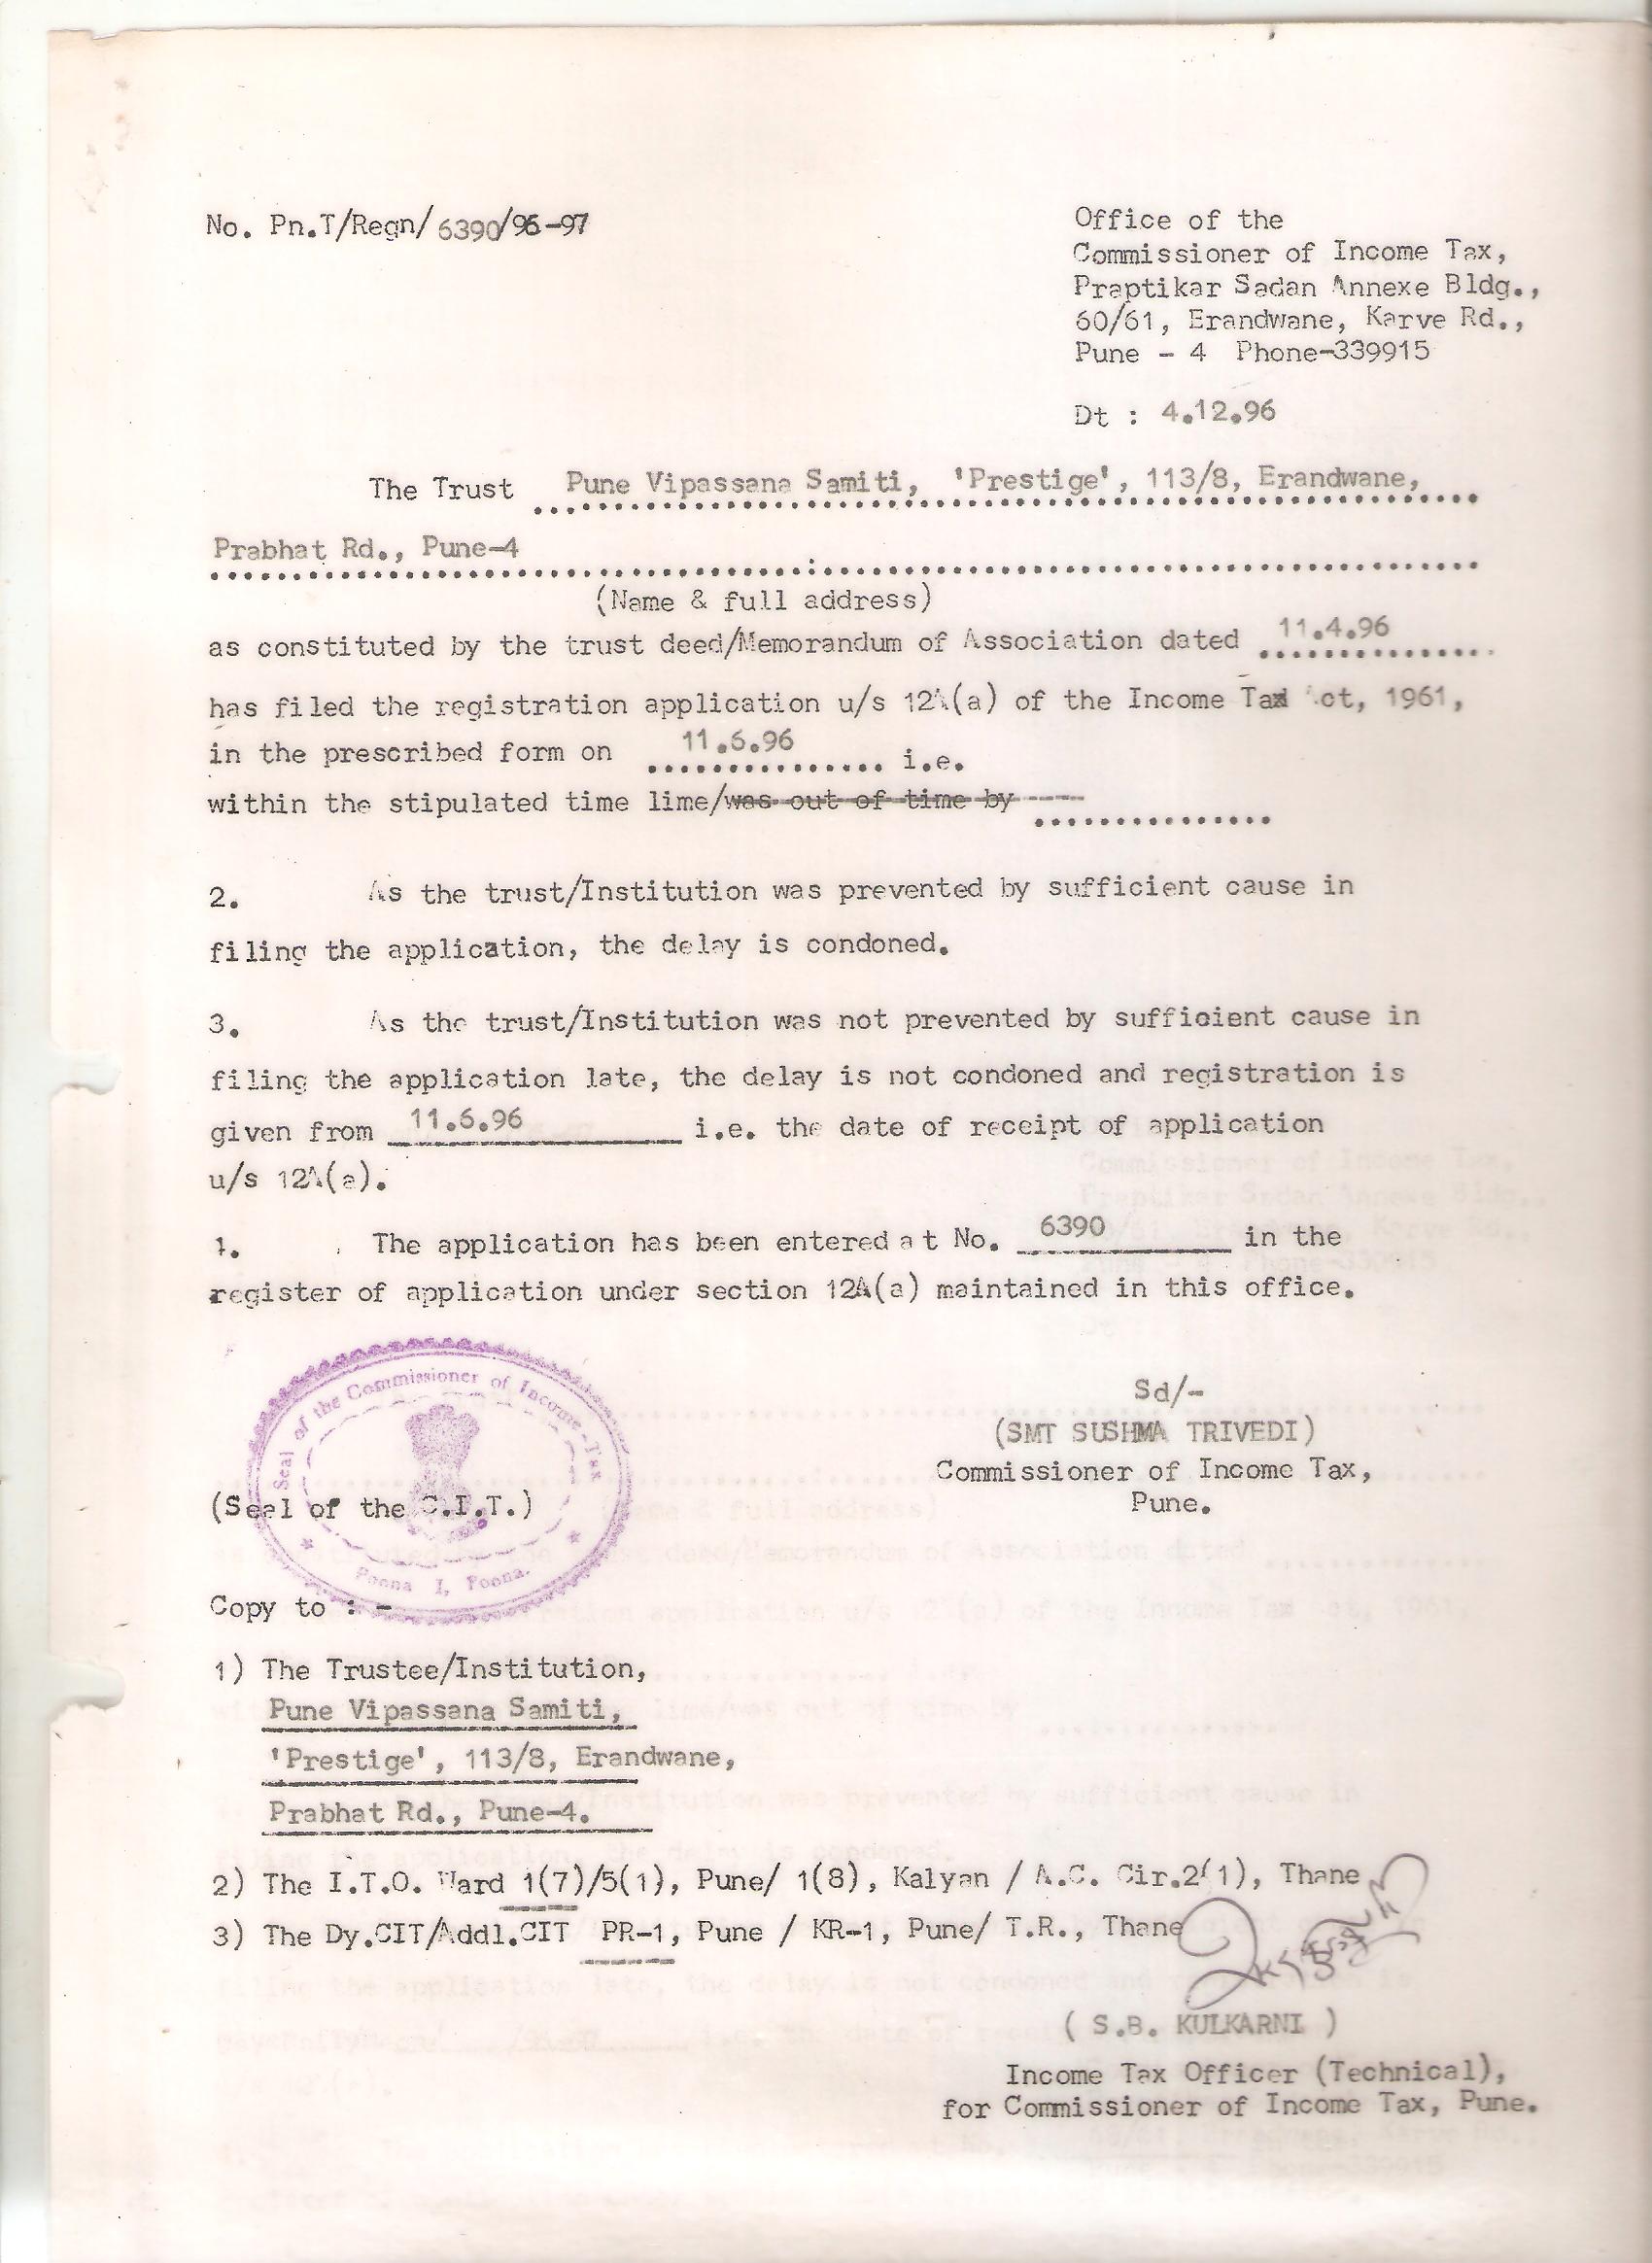 No. Pn.T/Regn/ 6390/96-97
Office of the
Commissioner of Income Tax,
Praptikar Sadan Annexe Bldg.,
60/61, Erandwane, Karve Rd.,
Pune - 4 Phone-339915
Dt : 4.12.96
The Trust Pune Vipassana Samiti, 'Prestige', 113/8, Erandwane,
Prabhat Rd., Pune-4
(Name & full address)
as constituted by the trust deed/Memorandum of Association dated 11.4.96
has filed the registration application u/s 12A(a) of the Income Tax Act, 1961,
in the prescribed form on 11.6.96 i.e.
within the stipulated time lime/was out of time by ----
2. As the trust/Institution was prevented by sufficient cause in
filing the application, the delay is condoned.
3. As the trust/Institution was not prevented by sufficient cause in
filing the application late, the delay is not condoned and registration is
given from 11.6.96 i.e. the date of receipt of application
u/s 12A(a).
1. The application has been entered at No. 6390 in the
register of application under section 12A(a) maintained in this office.
Seal of the Commissioner of Income-Tax
Poona I, Poona.
Sd/-
(SMT SUSHMA TRIVEDI)
Commissioner of Income Tax,
Pune.
(Seal of the C.I.T.)
Copy to : -
1) The Trustee/Institution,
Pune Vipassana Samiti,
'Prestige', 113/8, Erandwane,
Prabhat Rd., Pune-4.
2) The I.T.O. Ward 1(7)/5(1), Pune/ 1(8), Kalyan / A.C. Cir.2(1), Thane
3) The Dy.CIT/Addl.CIT PR-1, Pune / KR-1, Pune/ T.R., Thane
( S.B. KULKARNI )
Income Tax Officer (Technical),
for Commissioner of Income Tax, Pune.